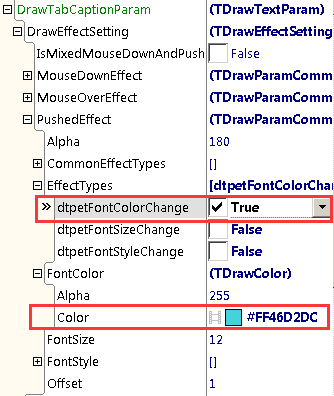 DrawTabCaptionParam (TDrawTextParam)
DrawEffectSetting (TDrawEffectSetting
IsMixedMouseDownAndPush False
MouseDownEffect (TDrawParamComm
MouseOverEffect (TDrawParamComm
PushedEffect (TDrawParamComm
Alpha 180
CommonEffectTypes []
EffectTypes [dtpetFontColorChan
» dtpetFontColorChange True
dtpetFontSizeChange False
dtpetFontStyleChange False
FontColor (TDrawColor)
Alpha 255
Color #FF46D2DC
FontSize 12
FontStyle []
Offset 1